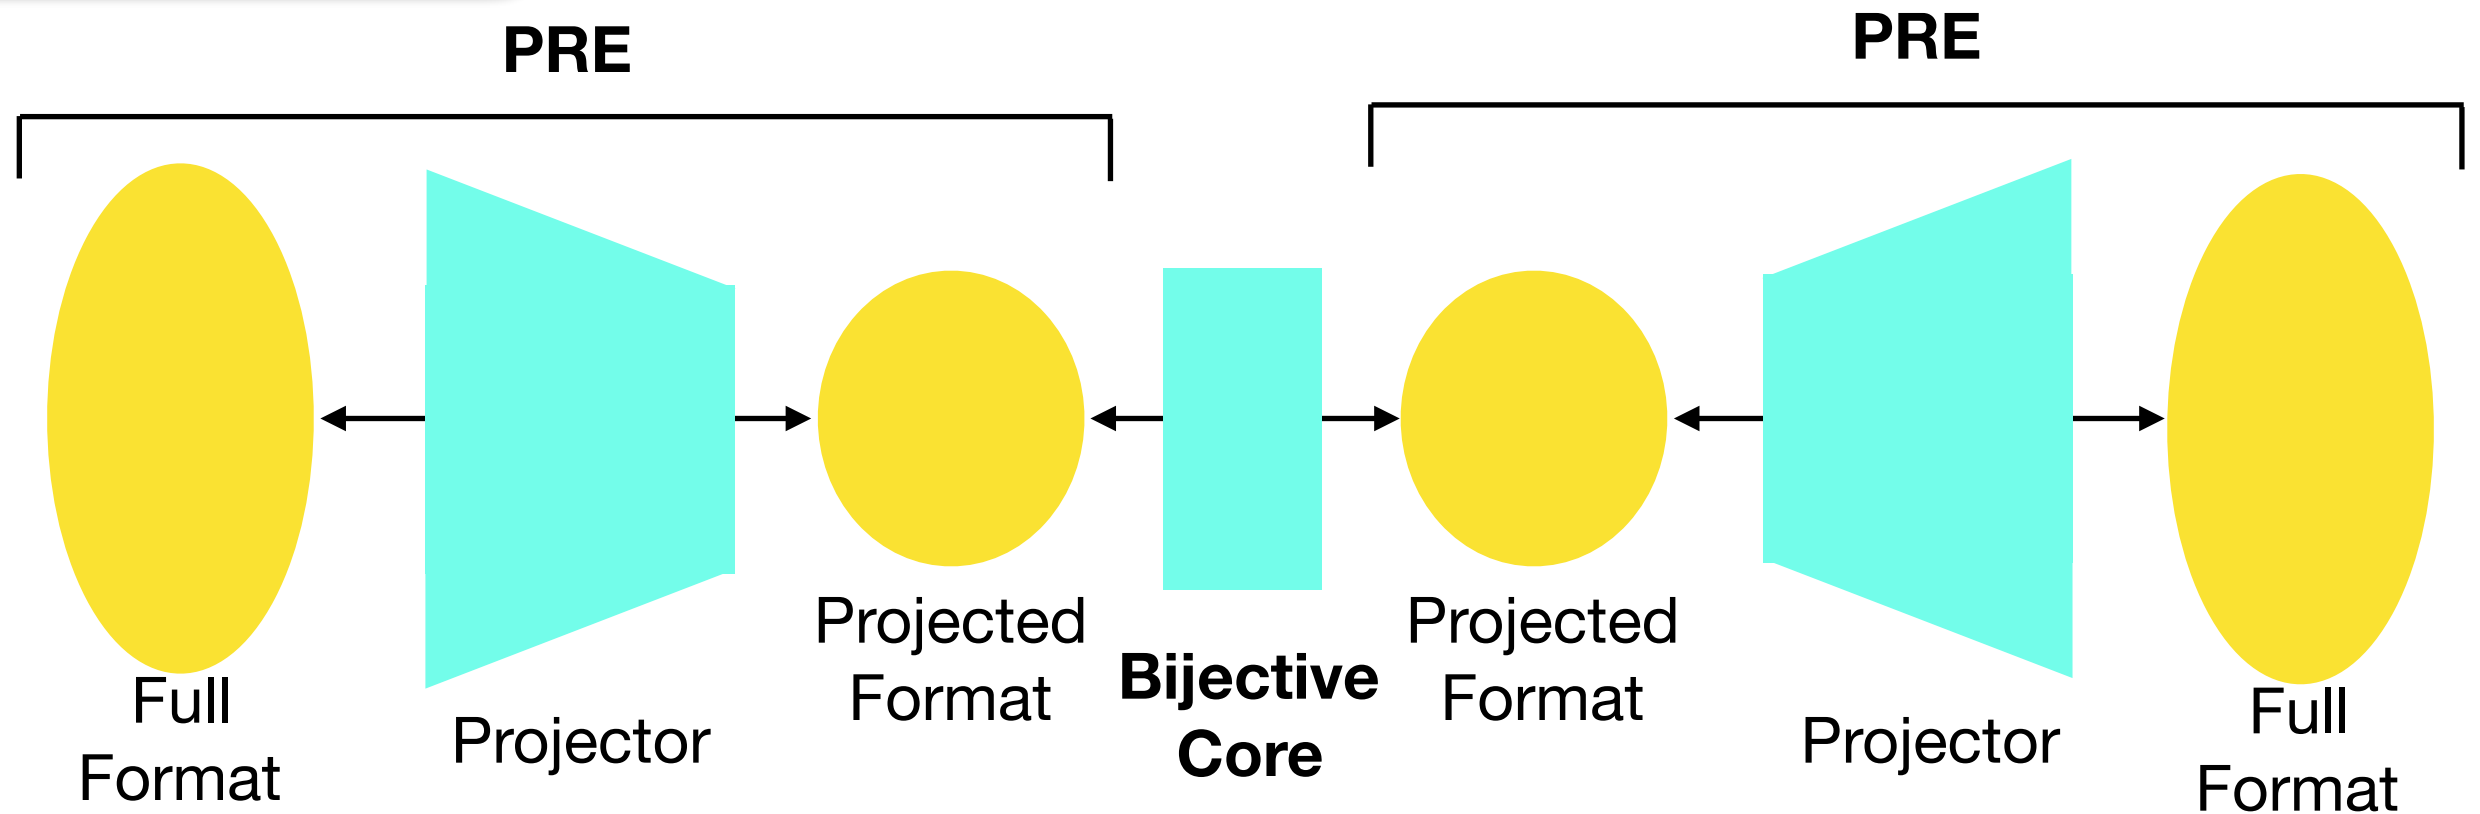 PRE
PRE
Full
Format
Projector
Projected
Format
Bijective
Core
Projected
Format
Projector
Full
Format